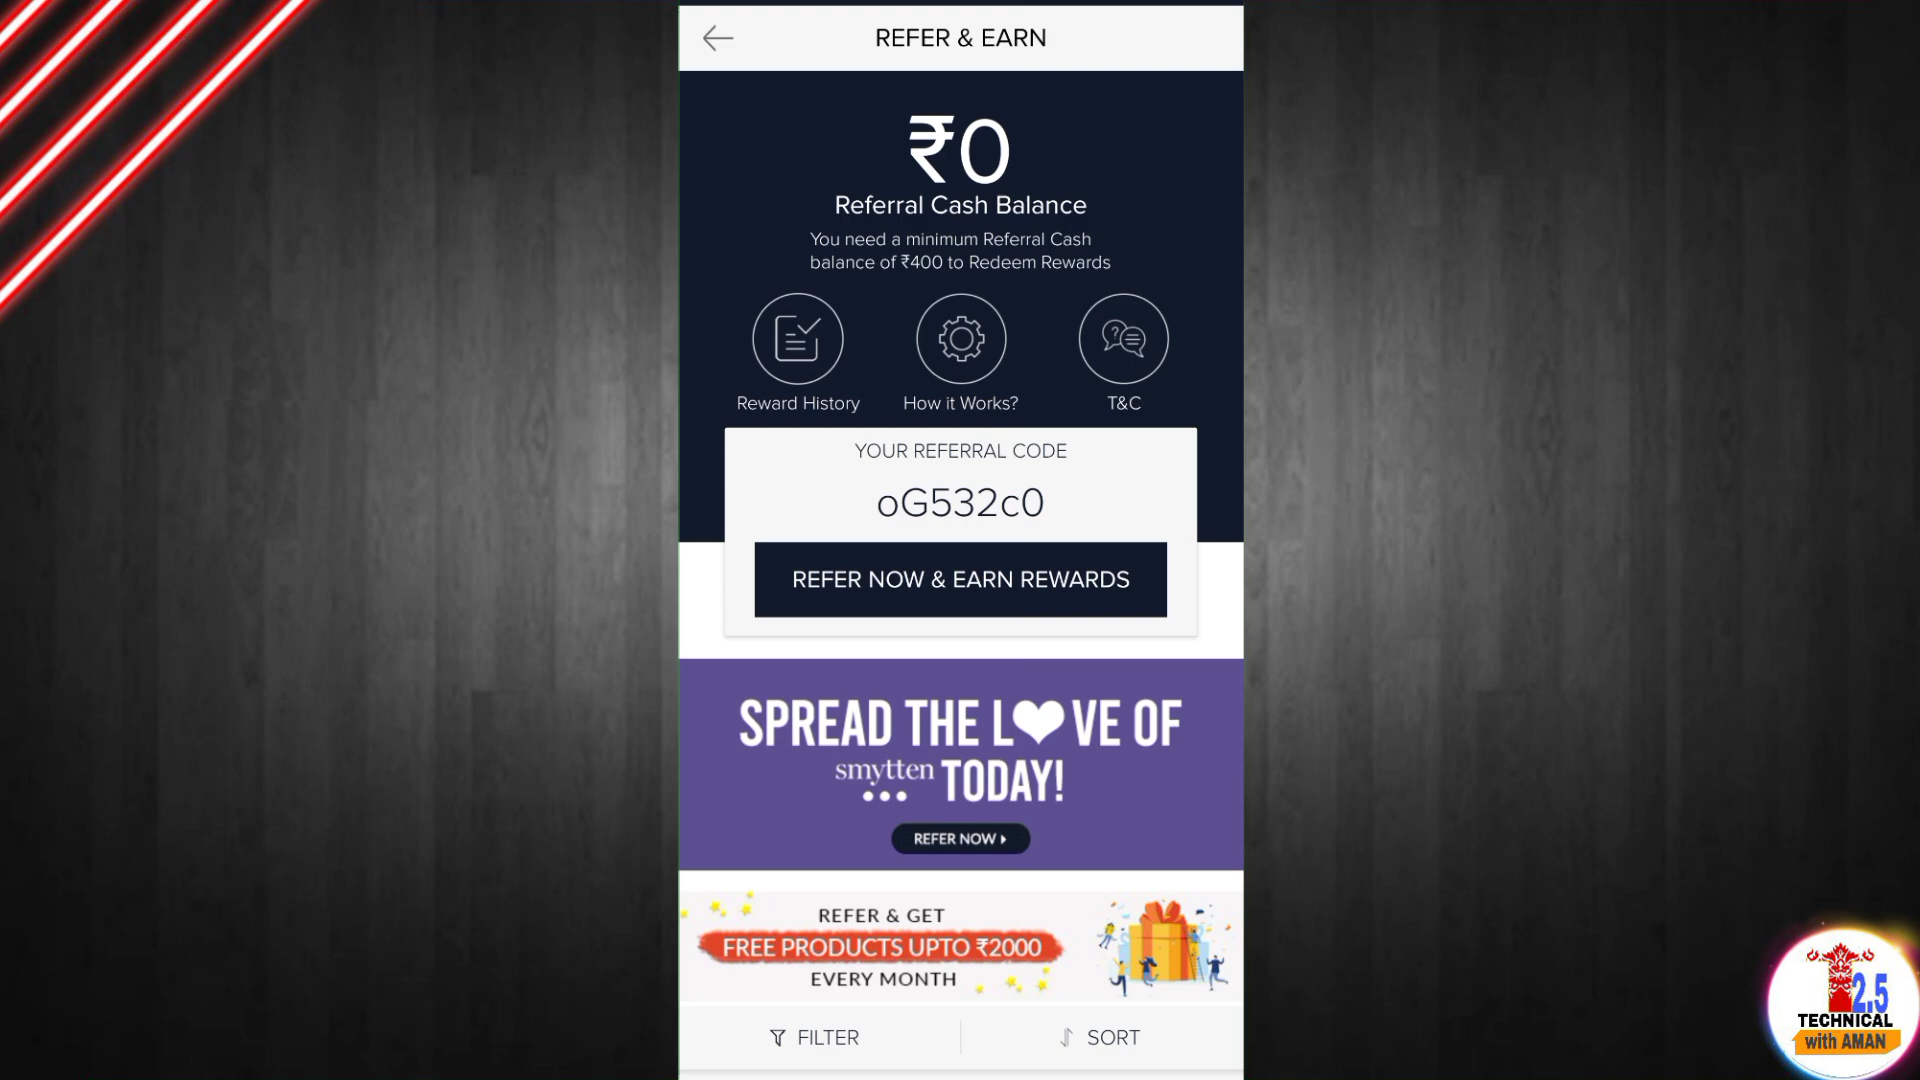 REFER & EARN
₹0
Referral Cash Balance
You need a minimum Referral Cash
balance of ₹400 to Redeem Rewards
Reward History
How it Works?
T&C
YOUR REFERRAL CODE
oG532c0
REFER NOW & EARN REWARDS
SPREAD THE L♥VE OF
smytten TODAY!
REFER NOW
REFER & GET
FREE PRODUCTS UPTO ₹2000
EVERY MONTH
FILTER
SORT
2.5
TECHNICAL
with AMAN